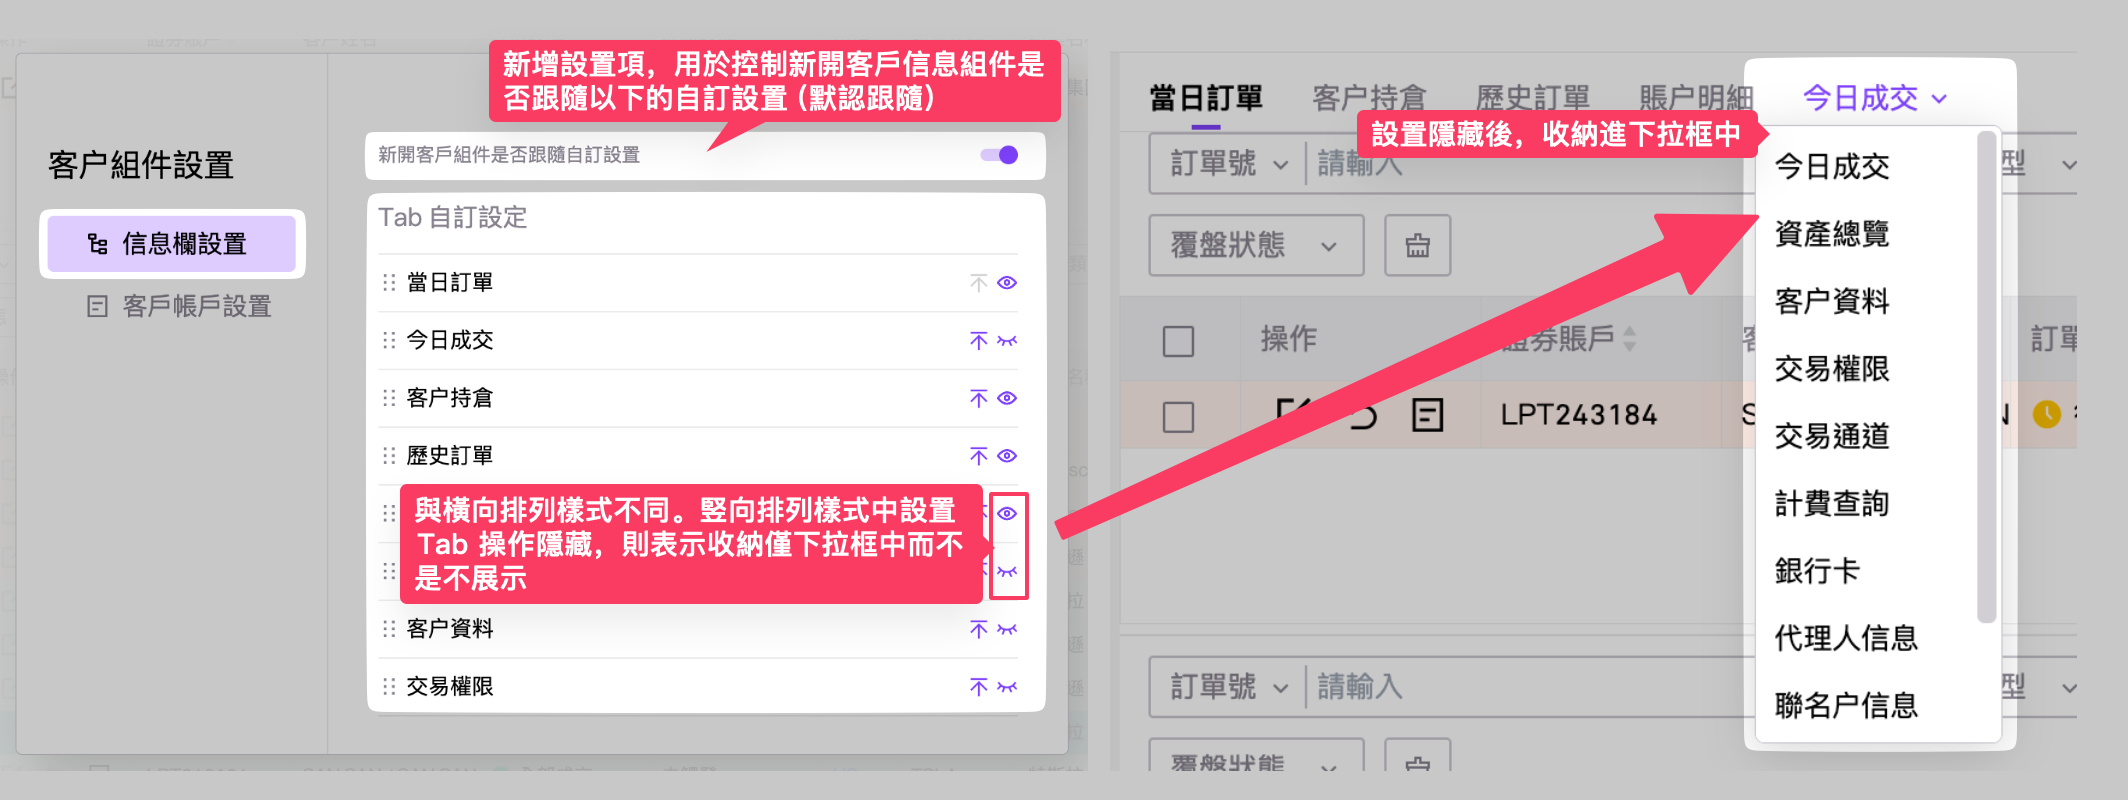 新增設置項，用於控制新開客戶信息組件是
否跟隨以下的自訂設置（默認跟隨）
客户組件設置
信息欄設置
客戶帳戶設置
新開客戶組件是否跟隨自訂設置
Tab 自訂設定
當日訂單
今日成交
客户持倉
歷史訂單
與橫向排列樣式不同。竪向排列樣式中設置
Tab 操作隱藏，則表示收納僅下拉框中而不
是不展示
客户資料
交易權限
當日訂單 客户持倉 歷史訂單 賬户明細 今日成交
設置隱藏後，收納進下拉框中
訂單號 請輸入 型
覆盤狀態
操作 證券賬戶 訂單
LPT243184
今日成交
資產總覽
客户資料
交易權限
交易通道
計費查詢
銀行卡
代理人信息
聯名户信息
訂單號 請輸入 型
覆盤狀態